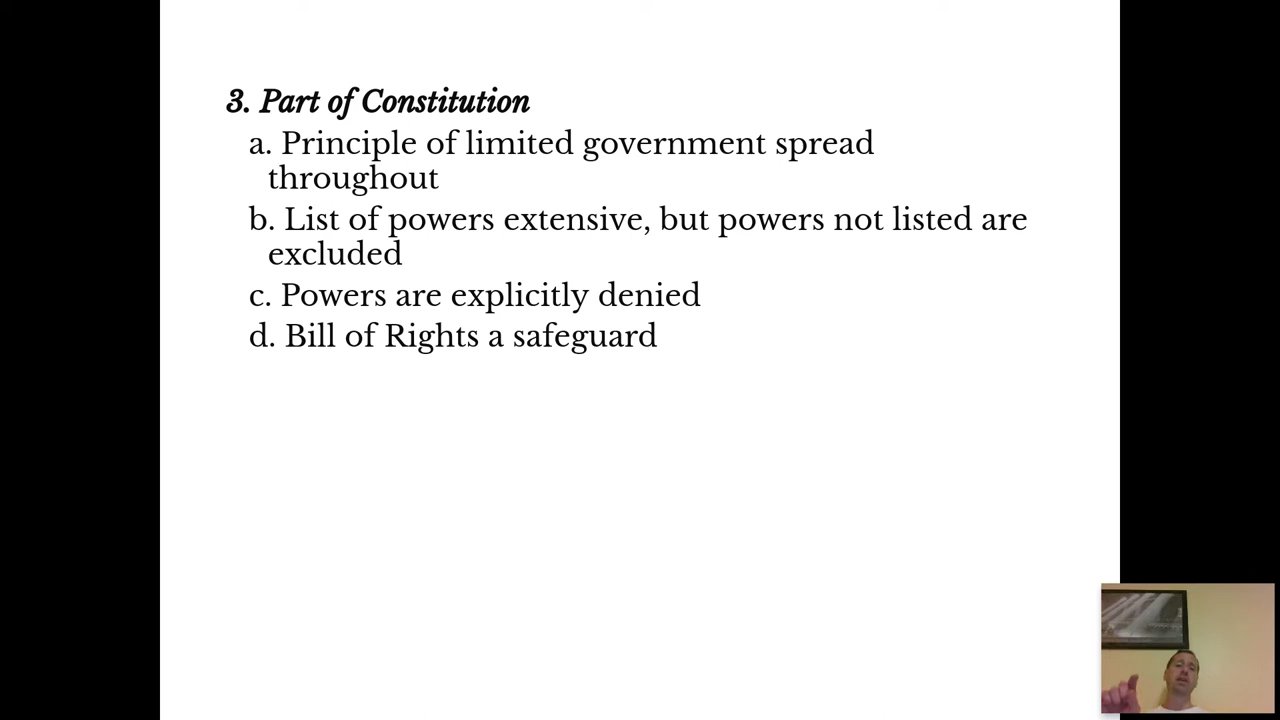 3. Part of Constitution
a. Principle of limited government spread
throughout
b. List of powers extensive, but powers not listed are
excluded
c. Powers are explicitly denied
d. Bill of Rights a safeguard